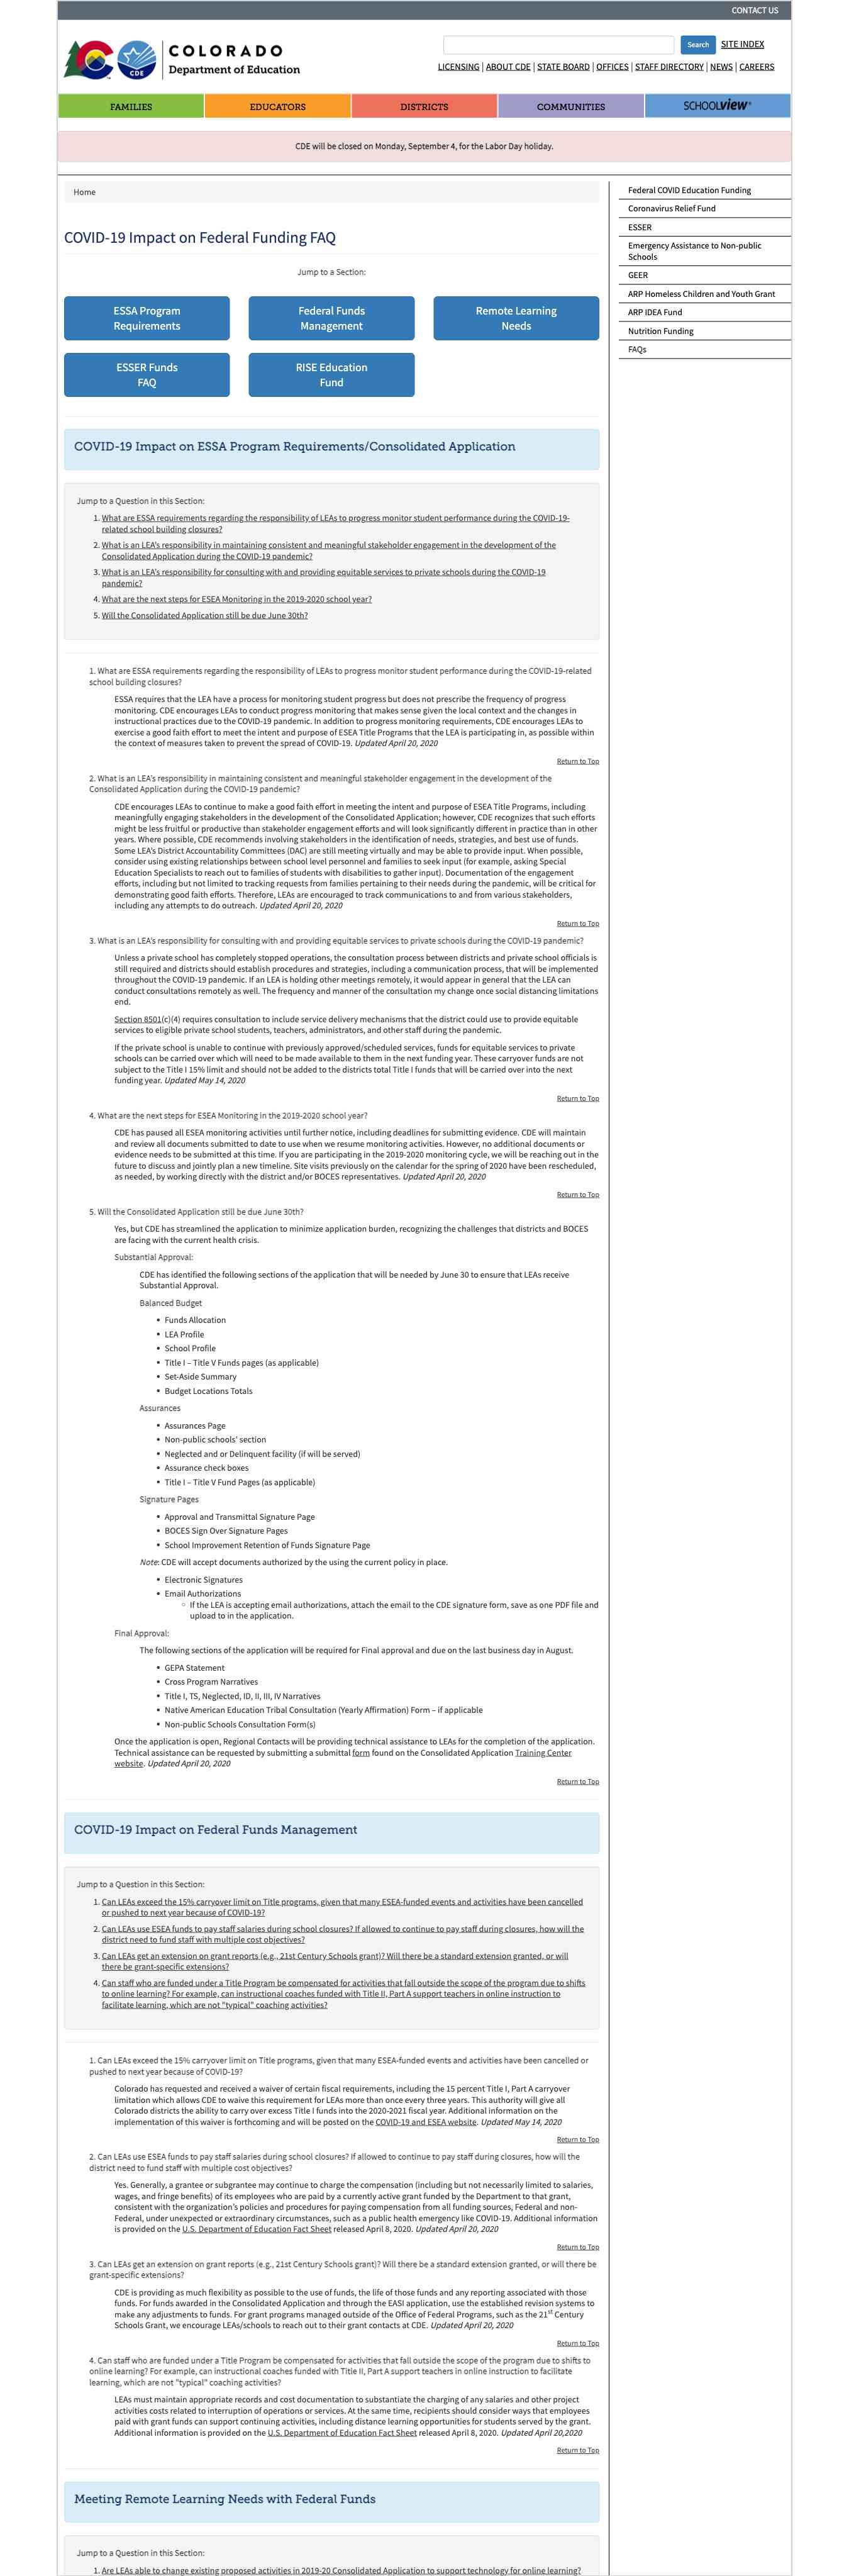 CONTACT US
COLORADO
Department of Education
CDE
Search
SITE INDEX
LICENSING | ABOUT CDE | STATE BOARD | OFFICES | STAFF DIRECTORY | NEWS | CAREERS
FAMILIES
EDUCATORS
DISTRICTS
COMMUNITIES
SCHOOLVIEW®
CDE will be closed on Monday, September 4, for the Labor Day holiday.
Home
COVID-19 Impact on Federal Funding FAQ
Jump to a Section:
ESSA Program
Requirements
Federal Funds
Management
Remote Learning
Needs
ESSER Funds
FAQ
RISE Education
Fund
Federal COVID Education Funding
Coronavirus Relief Fund
ESSER
Emergency Assistance to Non-public
Schools
GEER
ARP Homeless Children and Youth Grant
ARP IDEA Fund
Nutrition Funding
FAQs
COVID-19 Impact on ESSA Program Requirements/Consolidated Application
Jump to a Question in this Section:
1. What are ESSA requirements regarding the responsibility of LEAs to progress monitor student performance during the COVID-19-
related school building closures?
2. What is an LEA's responsibility in maintaining consistent and meaningful stakeholder engagement in the development of the
Consolidated Application during the COVID-19 pandemic?
3. What is an LEA's responsibility for consulting with and providing equitable services to private schools during the COVID-19
pandemic?
4. What are the next steps for ESEA Monitoring in the 2019-2020 school year?
5. Will the Consolidated Application still be due June 30th?
1. What are ESSA requirements regarding the responsibility of LEAs to progress monitor student performance during the COVID-19-related
school building closures?
ESSA requires that the LEA have a process for monitoring student progress but does not prescribe the frequency of progress
monitoring. CDE encourages LEAs to conduct progress monitoring that makes sense given the local context and the changes in
instructional practices due to the COVID-19 pandemic. In addition to progress monitoring requirements, CDE encourages LEAs to
exercise a good faith effort to meet the intent and purpose of ESEA Title Programs that the LEA is participating in, as possible within
the context of measures taken to prevent the spread of COVID-19. Updated April 20, 2020
Return to Top
2. What is an LEA's responsibility in maintaining consistent and meaningful stakeholder engagement in the development of the
Consolidated Application during the COVID-19 pandemic?
CDE encourages LEAs to continue to make a good faith effort in meeting the intent and purpose of ESEA Title Programs, including
meaningfully engaging stakeholders in the development of the Consolidated Application; however, CDE recognizes that such efforts
might be less fruitful or productive than stakeholder engagement efforts and will look significantly different in practice than in other
years. Where possible, CDE recommends involving stakeholders in the identification of needs, strategies, and best use of funds.
Some LEA's District Accountability Committees (DAC) are still meeting virtually and may be able to provide input. When possible,
consider using existing relationships between school level personnel and families to seek input (for example, asking Special
Education Specialists to reach out to families of students with disabilities to gather input). Documentation of the engagement
efforts, including but not limited to tracking requests from families pertaining to their needs during the pandemic, will be critical for
demonstrating good faith efforts. Therefore, LEAs are encouraged to track communications to and from various stakeholders,
including any attempts to do outreach. Updated April 20, 2020
Return to Top
3. What is an LEA's responsibility for consulting with and providing equitable services to private schools during the COVID-19 pandemic?
Unless a private school has completely stopped operations, the consultation process between districts and private school officials is
still required and districts should establish procedures and strategies, including a communication process, that will be implemented
throughout the COVID-19 pandemic. If an LEA is holding other meetings remotely, it would appear in general that the LEA can
conduct consultations remotely as well. The frequency and manner of the consultation my change once social distancing limitations
end.
Section 8501(c)(4) requires consultation to include service delivery mechanisms that the district could use to provide equitable
services to eligible private school students, teachers, administrators, and other staff during the pandemic.
If the private school is unable to continue with previously approved/scheduled services, funds for equitable services to private
schools can be carried over which will need to be made available to them in the next funding year. These carryover funds are not
subject to the Title I 15% limit and should not be added to the districts total Title I funds that will be carried over into the next
funding year. Updated May 14, 2020
Return to Top
4. What are the next steps for ESEA Monitoring in the 2019-2020 school year?
CDE has paused all ESEA monitoring activities until further notice, including deadlines for submitting evidence. CDE will maintain
and review all documents submitted to date to use when we resume monitoring activities. However, no additional documents or
evidence needs to be submitted at this time. If you are participating in the 2019-2020 monitoring cycle, we will be reaching out in the
future to discuss and jointly plan a new timeline. Site visits previously on the calendar for the spring of 2020 have been rescheduled,
as needed, by working directly with the district and/or BOCES representatives. Updated April 20, 2020
Return to Top
5. Will the Consolidated Application still be due June 30th?
Yes, but CDE has streamlined the application to minimize application burden, recognizing the challenges that districts and BOCES
are facing with the current health crisis.
Substantial Approval:
CDE has identified the following sections of the application that will be needed by June 30 to ensure that LEAs receive
Substantial Approval.
Balanced Budget
▪ Funds Allocation
▪ LEA Profile
▪ School Profile
▪ Title I – Title V Funds pages (as applicable)
▪ Set-Aside Summary
▪ Budget Locations Totals
Assurances
▪ Assurances Page
▪ Non-public schools' section
▪ Neglected and or Delinquent facility (if will be served)
▪ Assurance check boxes
▪ Title I – Title V Fund Pages (as applicable)
Signature Pages
▪ Approval and Transmittal Signature Page
▪ BOCES Sign Over Signature Pages
▪ School Improvement Retention of Funds Signature Page
Note: CDE will accept documents authorized by the using the current policy in place.
▪ Electronic Signatures
▪ Email Authorizations
○ If the LEA is accepting email authorizations, attach the email to the CDE signature form, save as one PDF file and
upload to in the application.
Final Approval:
The following sections of the application will be required for Final approval and due on the last business day in August.
▪ GEPA Statement
▪ Cross Program Narratives
▪ Title I, TS, Neglected, ID, II, III, IV Narratives
▪ Native American Education Tribal Consultation (Yearly Affirmation) Form – if applicable
▪ Non-public Schools Consultation Form(s)
Once the application is open, Regional Contacts will be providing technical assistance to LEAs for the completion of the application.
Technical assistance can be requested by submitting a submittal form found on the Consolidated Application Training Center
website. Updated April 20, 2020
Return to Top
COVID-19 Impact on Federal Funds Management
Jump to a Question in this Section:
1. Can LEAs exceed the 15% carryover limit on Title programs, given that many ESEA-funded events and activities have been cancelled
or pushed to next year because of COVID-19?
2. Can LEAs use ESEA funds to pay staff salaries during school closures? If allowed to continue to pay staff during closures, how will the
district need to fund staff with multiple cost objectives?
3. Can LEAs get an extension on grant reports (e.g., 21st Century Schools grant)? Will there be a standard extension granted, or will
there be grant-specific extensions?
4. Can staff who are funded under a Title Program be compensated for activities that fall outside the scope of the program due to shifts
to online learning? For example, can instructional coaches funded with Title II, Part A support teachers in online instruction to
facilitate learning, which are not "typical" coaching activities?
1. Can LEAs exceed the 15% carryover limit on Title programs, given that many ESEA-funded events and activities have been cancelled or
pushed to next year because of COVID-19?
Colorado has requested and received a waiver of certain fiscal requirements, including the 15 percent Title I, Part A carryover
limitation which allows CDE to waive this requirement for LEAs more than once every three years. This authority will give all
Colorado districts the ability to carry over excess Title I funds into the 2020-2021 fiscal year. Additional information on the
implementation of this waiver is forthcoming and will be posted on the COVID-19 and ESEA website. Updated May 14, 2020
Return to Top
2. Can LEAs use ESEA funds to pay staff salaries during school closures? If allowed to continue to pay staff during closures, how will the
district need to fund staff with multiple cost objectives?
Yes. Generally, a grantee or subgrantee may continue to charge the compensation (including but not necessarily limited to salaries,
wages, and fringe benefits) of its employees who are paid by a currently active grant funded by the Department to that grant,
consistent with the organization's policies and procedures for paying compensation from all funding sources, Federal and non-
Federal, under unexpected or extraordinary circumstances, such as a public health emergency like COVID-19. Additional information
is provided on the U.S. Department of Education Fact Sheet released April 8, 2020. Updated April 20, 2020
Return to Top
3. Can LEAs get an extension on grant reports (e.g., 21st Century Schools grant)? Will there be a standard extension granted, or will there be
grant-specific extensions?
CDE is providing as much flexibility as possible to the use of funds, the life of those funds and any reporting associated with those
funds. For funds awarded in the Consolidated Application and through the EASI application, use the established revision systems to
make any adjustments to funds. For grant programs managed outside of the Office of Federal Programs, such as the 21st Century
Schools Grant, we encourage LEAs/schools to reach out to their grant contacts at CDE. Updated April 20, 2020
Return to Top
4. Can staff who are funded under a Title Program be compensated for activities that fall outside the scope of the program due to shifts to
online learning? For example, can instructional coaches funded with Title II, Part A support teachers in online instruction to facilitate
learning, which are not "typical" coaching activities?
LEAs must maintain appropriate records and cost documentation to substantiate the charging of any salaries and other project
activities costs related to interruption of operations or services. At the same time, recipients should consider ways that employees
paid with grant funds can support continuing activities, including distance learning opportunities for students served by the grant.
Additional information is provided on the U.S. Department of Education Fact Sheet released April 8, 2020. Updated April 20,2020
Return to Top
Meeting Remote Learning Needs with Federal Funds
Jump to a Question in this Section:
1. Are LEAs able to change existing proposed activities in 2019-20 Consolidated Application to support technology for online learning?